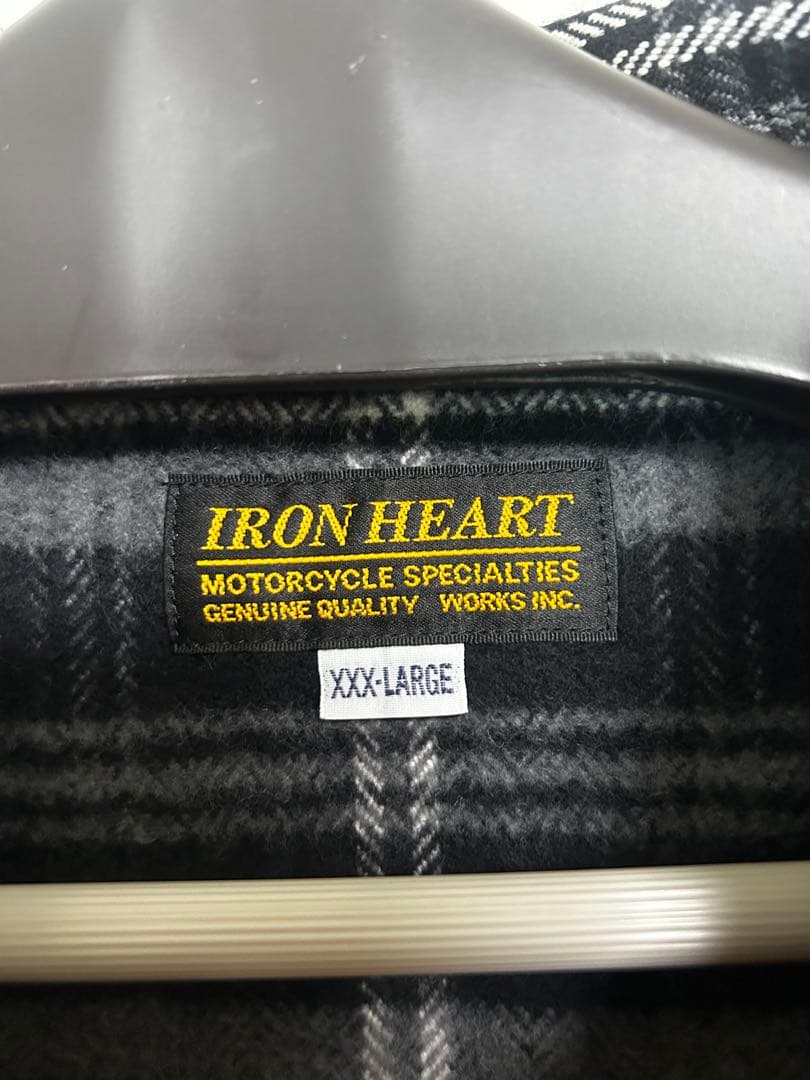 IRON HEART
MOTORCYCLE SPECIALTIES
GENUINE QUALITY WORKS INC.
XXX-LARGE